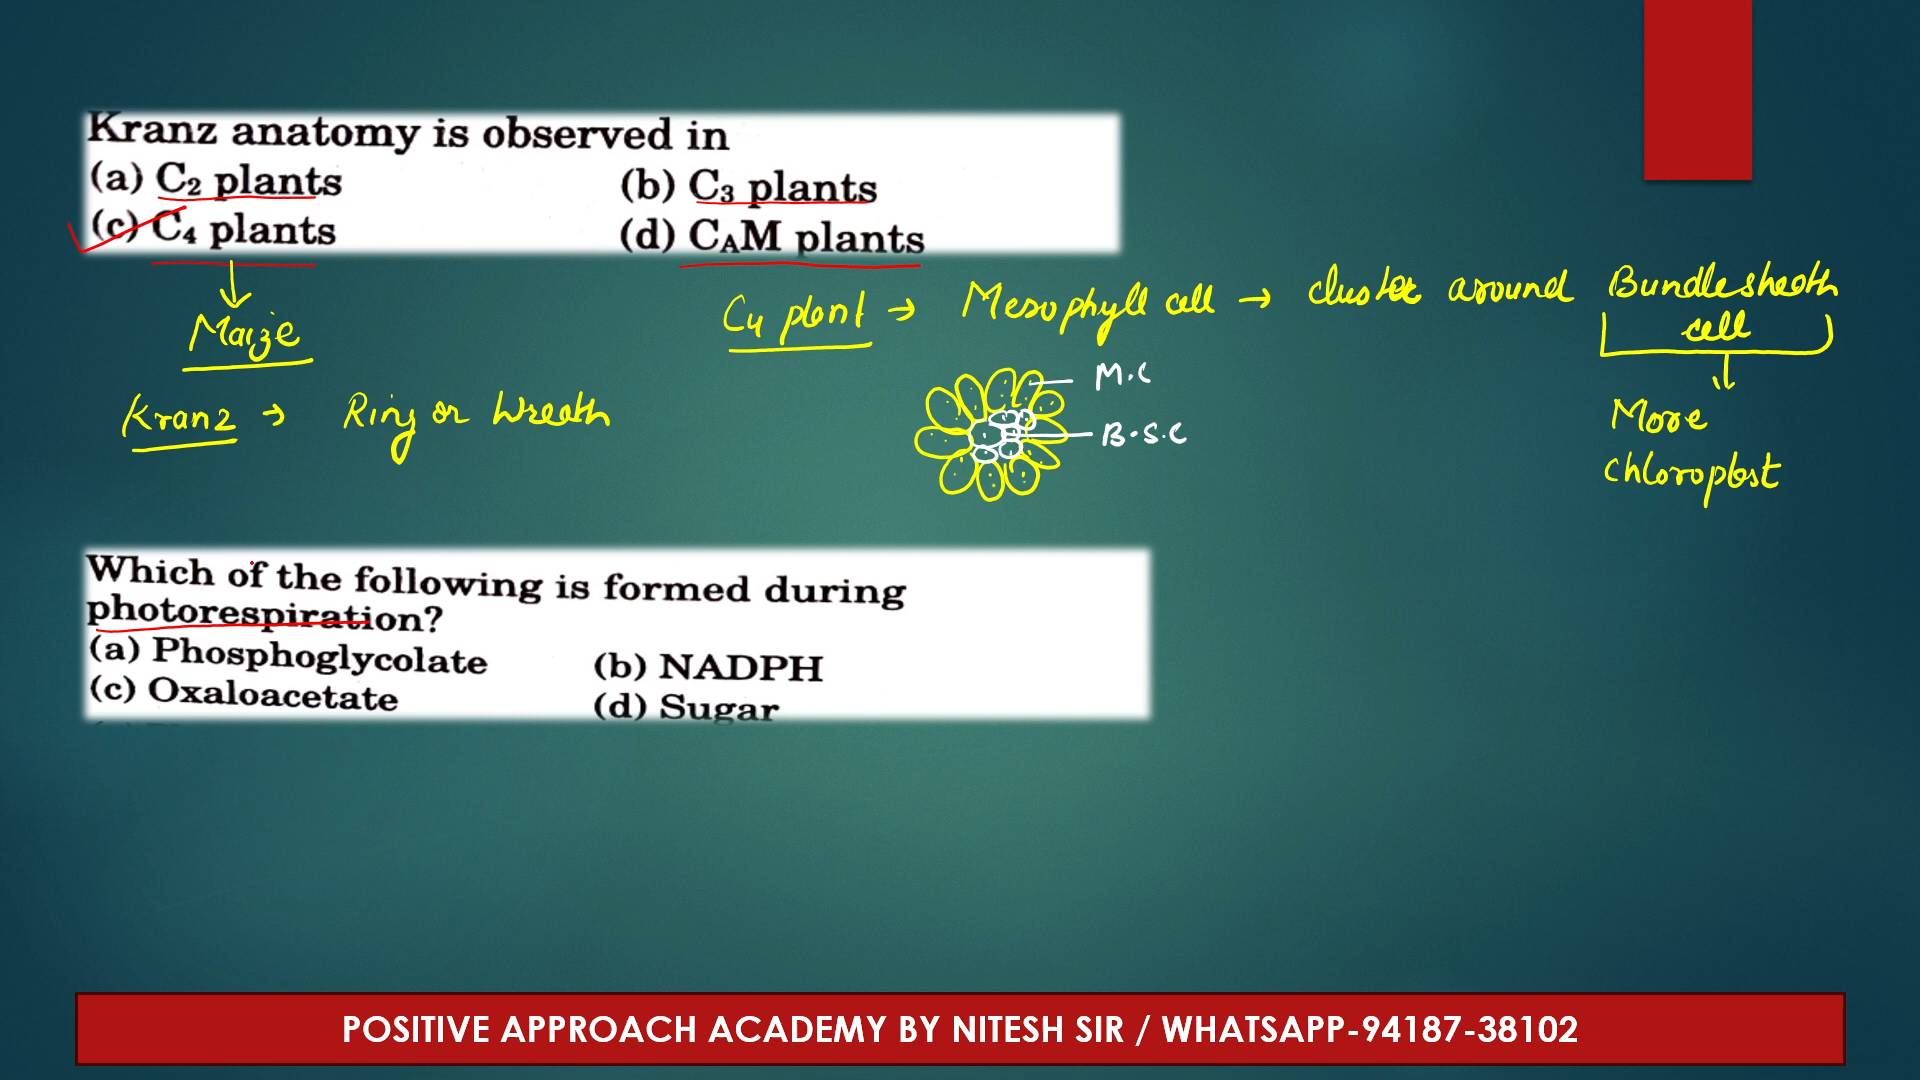 Kranz anatomy is observed in
(a) C₂ plants (b) C₃ plants
(c) C₄ plants (d) CAM plants
Maize
C4 plant → Mesophyll cell → cluster around Bundlesheath
cell
M.C
Kranz → Ring or Wreath
B.S.C
More
chloroplast
Which of the following is formed during
photorespiration?
(a) Phosphoglycolate (b) NADPH
(c) Oxaloacetate (d) Sugar
POSITIVE APPROACH ACADEMY BY NITESH SIR / WHATSAPP-94187-38102